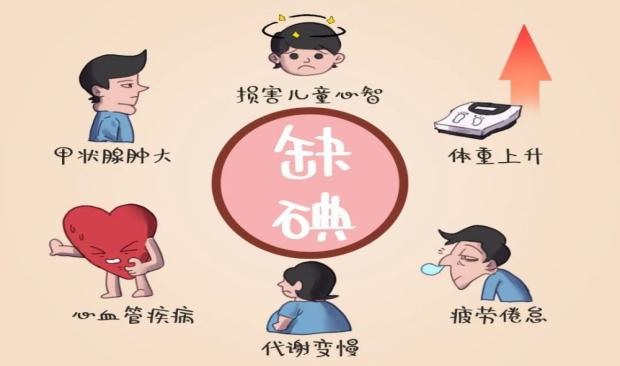 损害儿童心智
甲状腺肿大
体重上升
缺
碘
心血管疾病
疲劳倦怠
代谢变慢